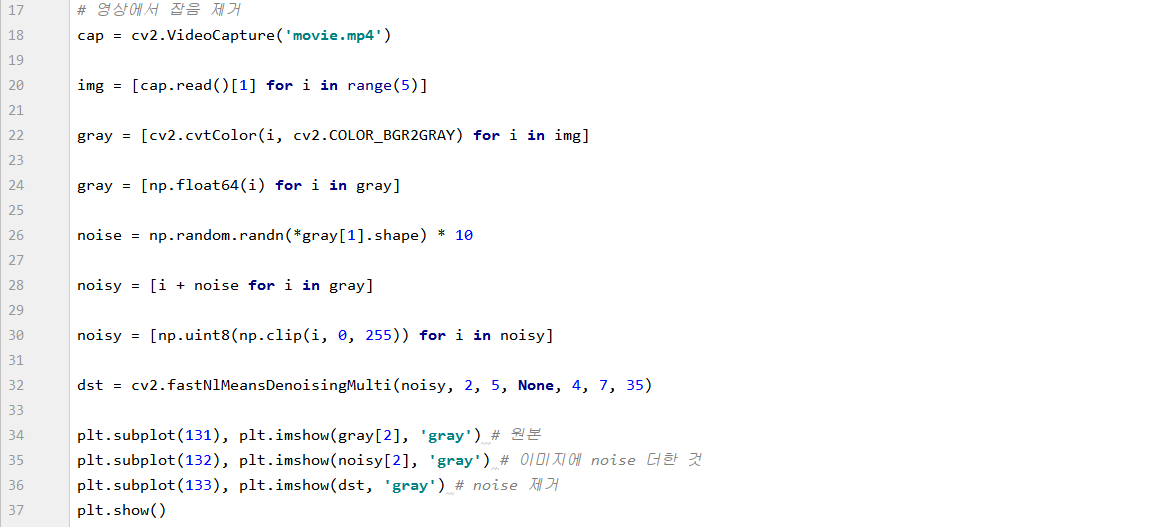 17 # 영상에서 잡음 제거
18 cap = cv2.VideoCapture('movie.mp4')
19
20 img = [cap.read()[1] for i in range(5)]
21
22 gray = [cv2.cvtColor(i, cv2.COLOR_BGR2GRAY) for i in img]
23
24 gray = [np.float64(i) for i in gray]
25
26 noise = np.random.randn(*gray[1].shape) * 10
27
28 noisy = [i + noise for i in gray]
29
30 noisy = [np.uint8(np.clip(i, 0, 255)) for i in noisy]
31
32 dst = cv2.fastNlMeansDenoisingMulti(noisy, 2, 5, None, 4, 7, 35)
33
34 plt.subplot(131), plt.imshow(gray[2], 'gray') # 원본
35 plt.subplot(132), plt.imshow(noisy[2], 'gray') # 이미지에 noise 더한 것
36 plt.subplot(133), plt.imshow(dst, 'gray') # noise 제거
37 plt.show()